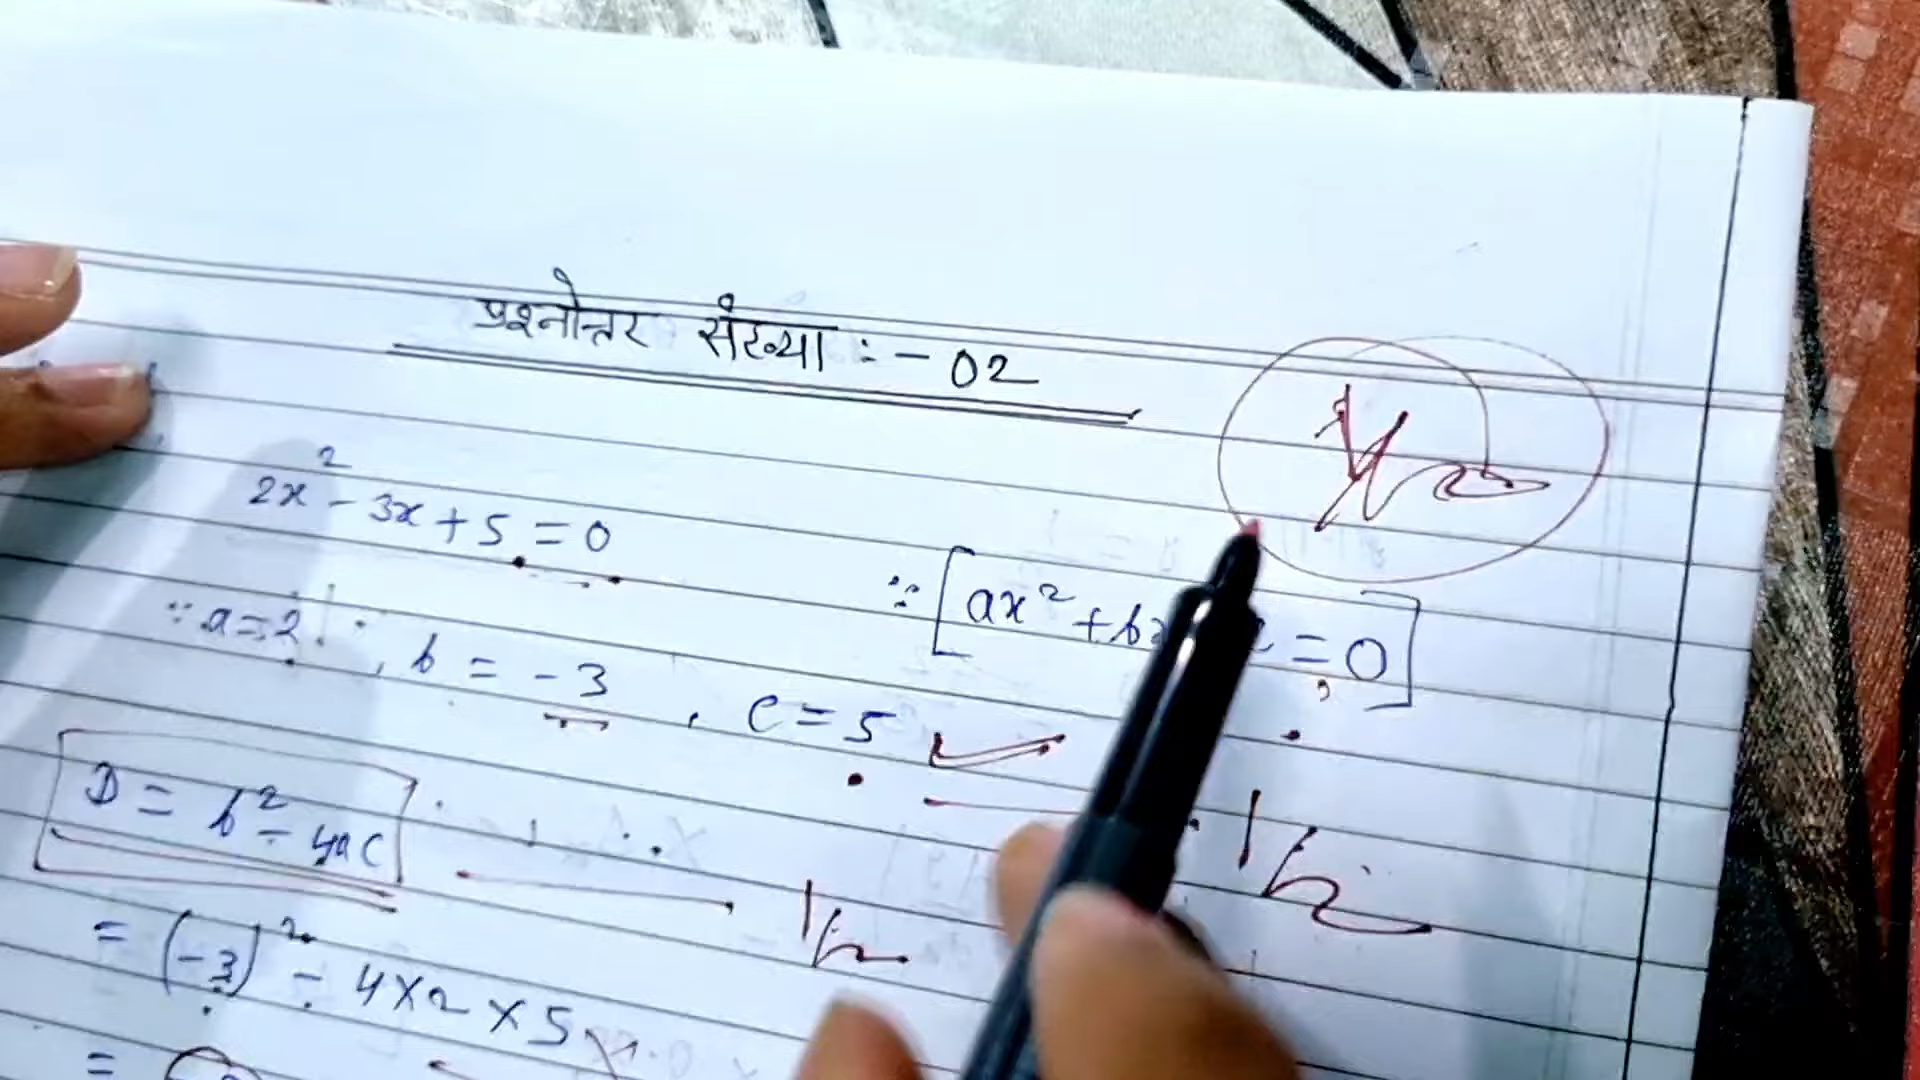 प्रश्नोत्तर संख्या :- 02
2x² - 3x + 5 = 0
∵ [ax² + bx = 0]
∵ a = 2, b = -3, c = 5
1/2
D = b² - 4ac
1/2
= (-3)² - 4×2×5
=